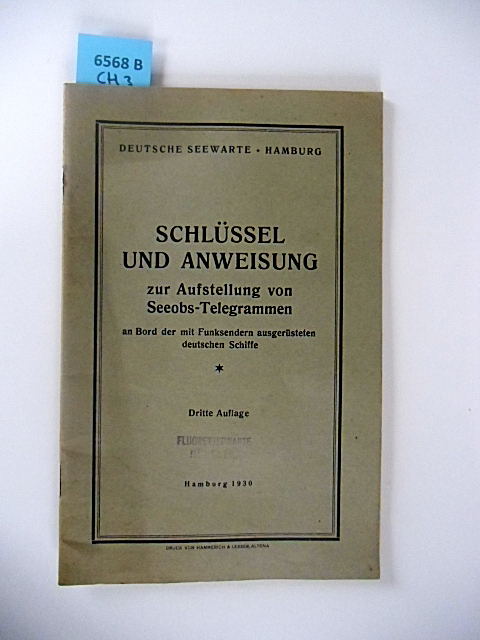 6568 B
CH 3
DEUTSCHE SEEWARTE • HAMBURG
SCHLÜSSEL
UND ANWEISUNG
zur Aufstellung von
Seeobs-Telegrammen
an Bord der mit Funksendern ausgerüsteten
deutschen Schiffe
*
Dritte Auflage
Hamburg 1930
DRUCK VON HAMMERICH & LESSER, ALTONA